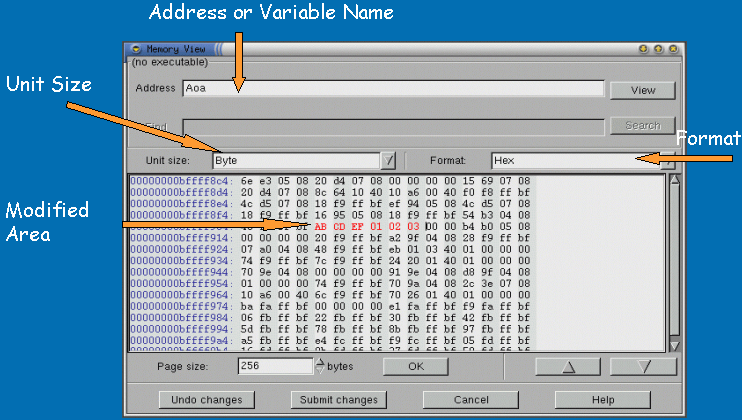 Address or Variable Name
Memory View
(no executable)
Unit Size
Address Aoa View
Find Search
Format
Unit size: Byte Format: Hex
00000000bffff8c4: 6e e3 05 08 20 d4 07 08 00 00 00 00 15 69 07 08
00000000bffff8d4: 20 d4 07 08 8c 64 10 40 10 a6 00 40 f0 f8 ff bf
00000000bffff8e4: 4c d5 07 08 18 f9 ff bf ef 94 05 08 4c d5 07 08
00000000bffff8f4: 18 f9 ff bf 16 95 05 08 18 f9 ff bf 54 b3 04 08
Modified
Area
bf AB CD EF 01 02 03 00 00 b4 b0 05 08
00000000bffff914: 00 00 00 00 20 f9 ff bf a2 9f 04 08 28 f9 ff bf
00000000bffff924: 07 a0 04 08 48 f9 ff bf eb 01 03 40 01 00 00 00
00000000bffff934: 74 f9 ff bf 7c f9 ff bf 24 20 01 40 01 00 00 00
00000000bffff944: 70 9e 04 08 00 00 00 00 91 9e 04 08 d8 9f 04 08
00000000bffff954: 01 00 00 00 74 f9 ff bf 70 9a 04 08 2c 3e 07 08
00000000bffff964: 10 a6 00 40 6c f9 ff bf 70 26 01 40 01 00 00 00
00000000bffff974: ba fa ff bf 00 00 00 00 e1 fa ff bf f9 fa ff bf
00000000bffff984: 06 fb ff bf 22 fb ff bf 30 fb ff bf 42 fb ff bf
00000000bffff994: 5d fb ff bf 78 fb ff bf 8b fb ff bf 97 fb ff bf
00000000bffff9a4: a5 fb ff bf e4 fc ff bf f9 fc ff bf 05 fd ff bf
Page size: 256 bytes OK
Undo changes Submit changes Cancel Help